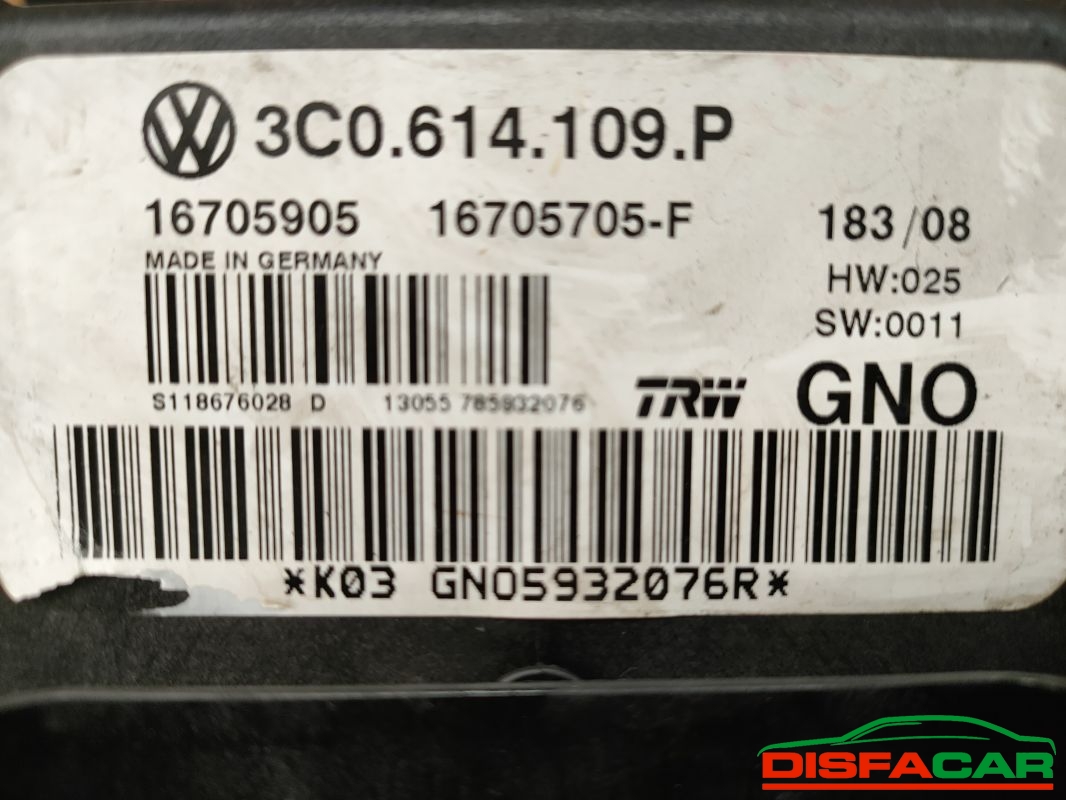 3C0.614.109.P
16705905 16705705-F 183/08
MADE IN GERMANY
HW:025
SW:0011
S118676028 D 13055 785932076
TRW GNO
*K03 GNO5932076R*
DISFACAR